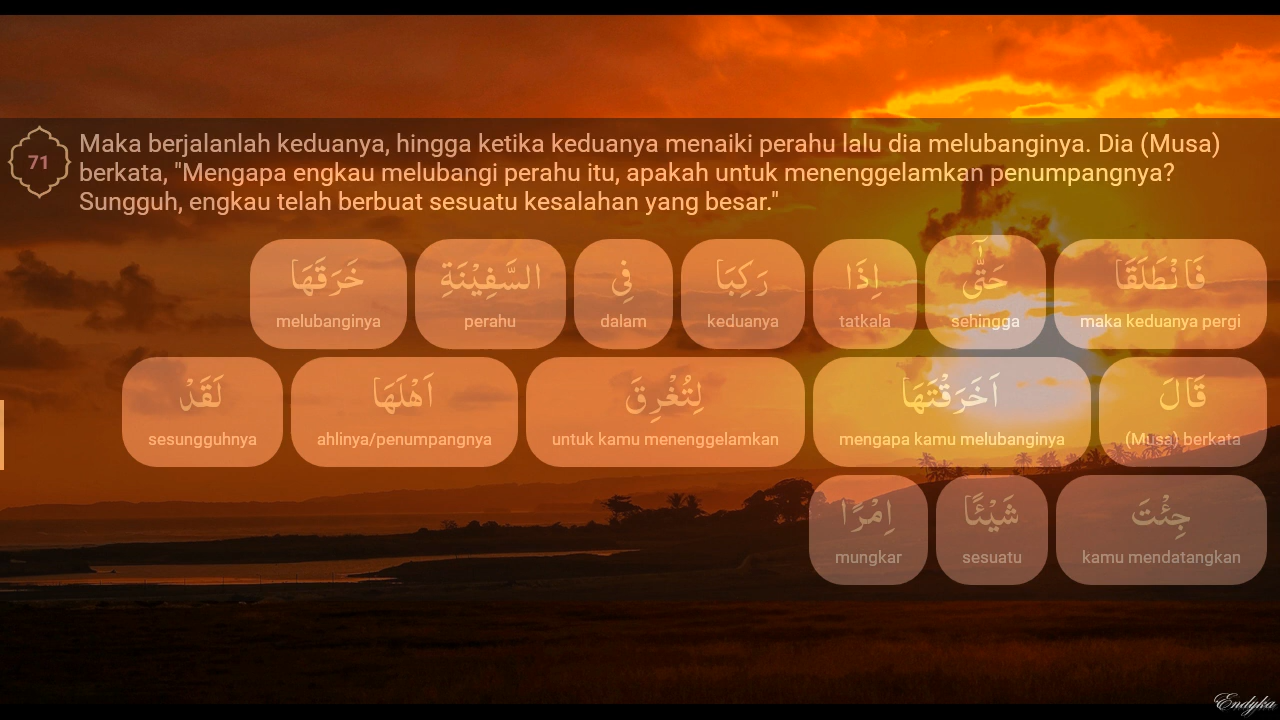 71
Maka berjalanlah keduanya, hingga ketika keduanya menaiki perahu lalu dia melubanginya. Dia (Musa)
berkata, "Mengapa engkau melubangi perahu itu, apakah untuk menenggelamkan penumpangnya?
Sungguh, engkau telah berbuat sesuatu kesalahan yang besar."
فَانْطَلَقَا حَتّٰٓى اِذَا رَكِبَا فِى السَّفِيْنَةِ خَرَقَهَا
maka keduanya pergi sehingga tatkala keduanya dalam perahu melubanginya
قَالَ اَخَرَقْتَهَا لِتُغْرِقَ اَهْلَهَا لَقَدْ
(Musa) berkata mengapa kamu melubanginya untuk kamu menenggelamkan ahlinya/penumpangnya sesungguhnya
جِئْتَ شَيْـًٔا اِمْرًا
kamu mendatangkan sesuatu mungkar
Endyka